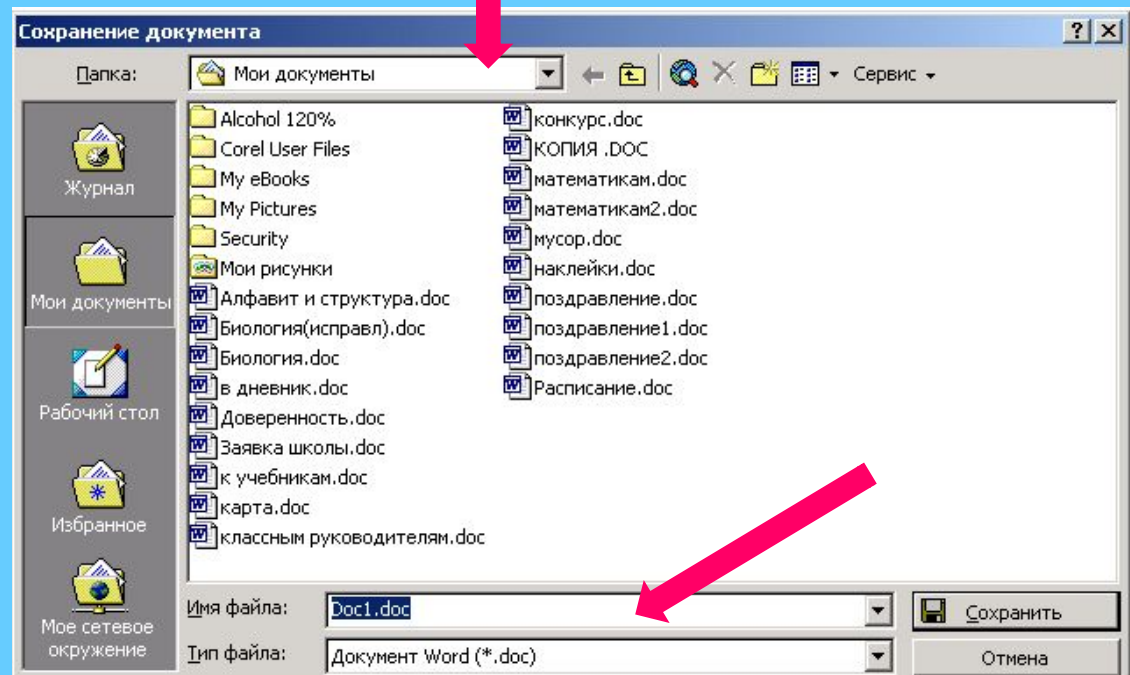 Сохранение документа
Папка:
Мои документы
Сервис
Журнал
Мои документы
Рабочий стол
Избранное
Мое сетевое
окружение
Alcohol 120%
Corel User Files
My eBooks
My Pictures
Security
Мои рисунки
Алфавит и структура.doc
Биология(исправл).doc
Биология.doc
в дневник.doc
Доверенность.doc
Заявка школы.doc
к учебникам.doc
карта.doc
классным руководителям.doc
конкурс.doc
КОПИЯ .DOC
математикам.doc
математикам2.doc
мусор.doc
наклейки.doc
поздравление.doc
поздравление1.doc
поздравление2.doc
Расписание.doc
Имя файла:
Doc1.doc
Сохранить
Тип файла:
Документ Word (*.doc)
Отмена